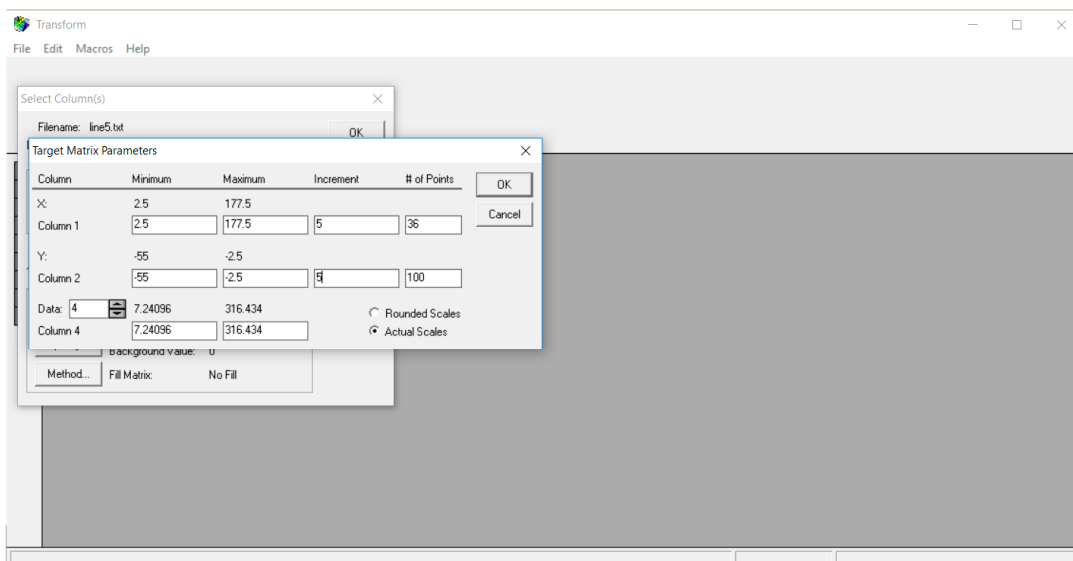 Transform
File Edit Macros Help
Select Column(s)
Filename: line5.txt
OK
Target Matrix Parameters
Column Minimum Maximum Increment # of Points
OK
X: 2.5 177.5
Cancel
Column 1 2.5 177.5 5 36
Y: -55 -2.5
Column 2 -55 -2.5 5 100
Data: 4 7.24096 316.434
Rounded Scales
Column 4 7.24096 316.434
Actual Scales
Background Value: 0
Method... Fill Matrix: No Fill